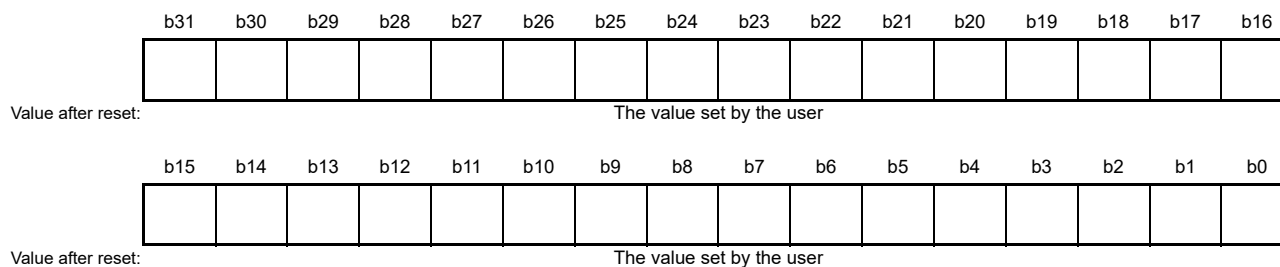 b31 b30 b29 b28 b27 b26 b25 b24 b23 b22 b21 b20 b19 b18 b17 b16
Value after reset: The value set by the user
b15 b14 b13 b12 b11 b10 b9 b8 b7 b6 b5 b4 b3 b2 b1 b0
Value after reset: The value set by the user